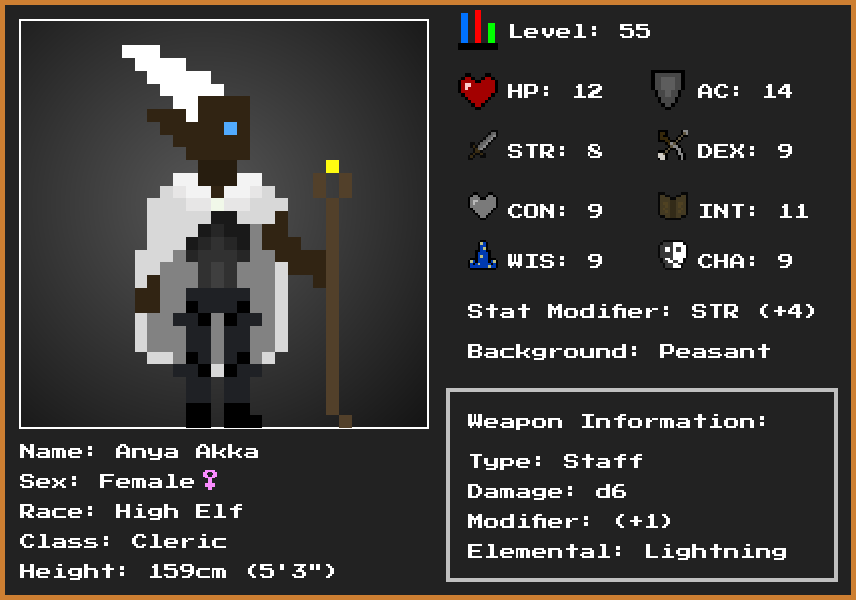 Level: 55
HP: 12
AC: 14
STR: 8
DEX: 9
CON: 9
INT: 11
WIS: 9
CHA: 9
Stat Modifier: STR (+4)
Background: Peasant
Weapon Information:
Type: Staff
Damage: d6
Modifier: (+1)
Elemental: Lightning
Name: Anya Akka
Sex: Female♀
Race: High Elf
Class: Cleric
Height: 159cm (5'3")